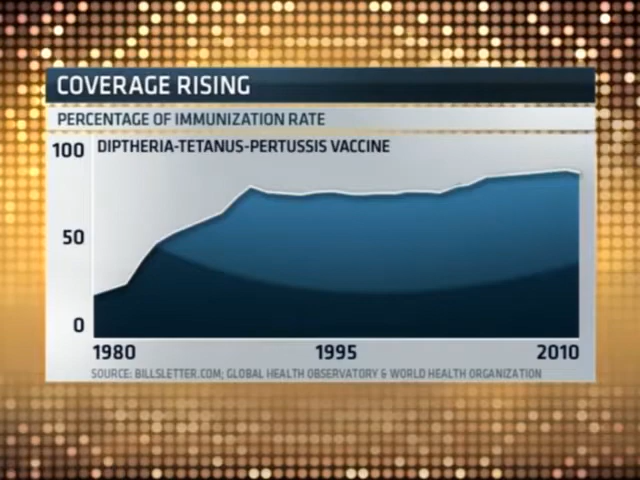 COVERAGE RISING
PERCENTAGE OF IMMUNIZATION RATE
100 DIPTHERIA-TETANUS-PERTUSSIS VACCINE
50
0
1980 1995 2010
SOURCE: BILLSLETTER.COM; GLOBAL HEALTH OBSERVATORY & WORLD HEALTH ORGANIZATION